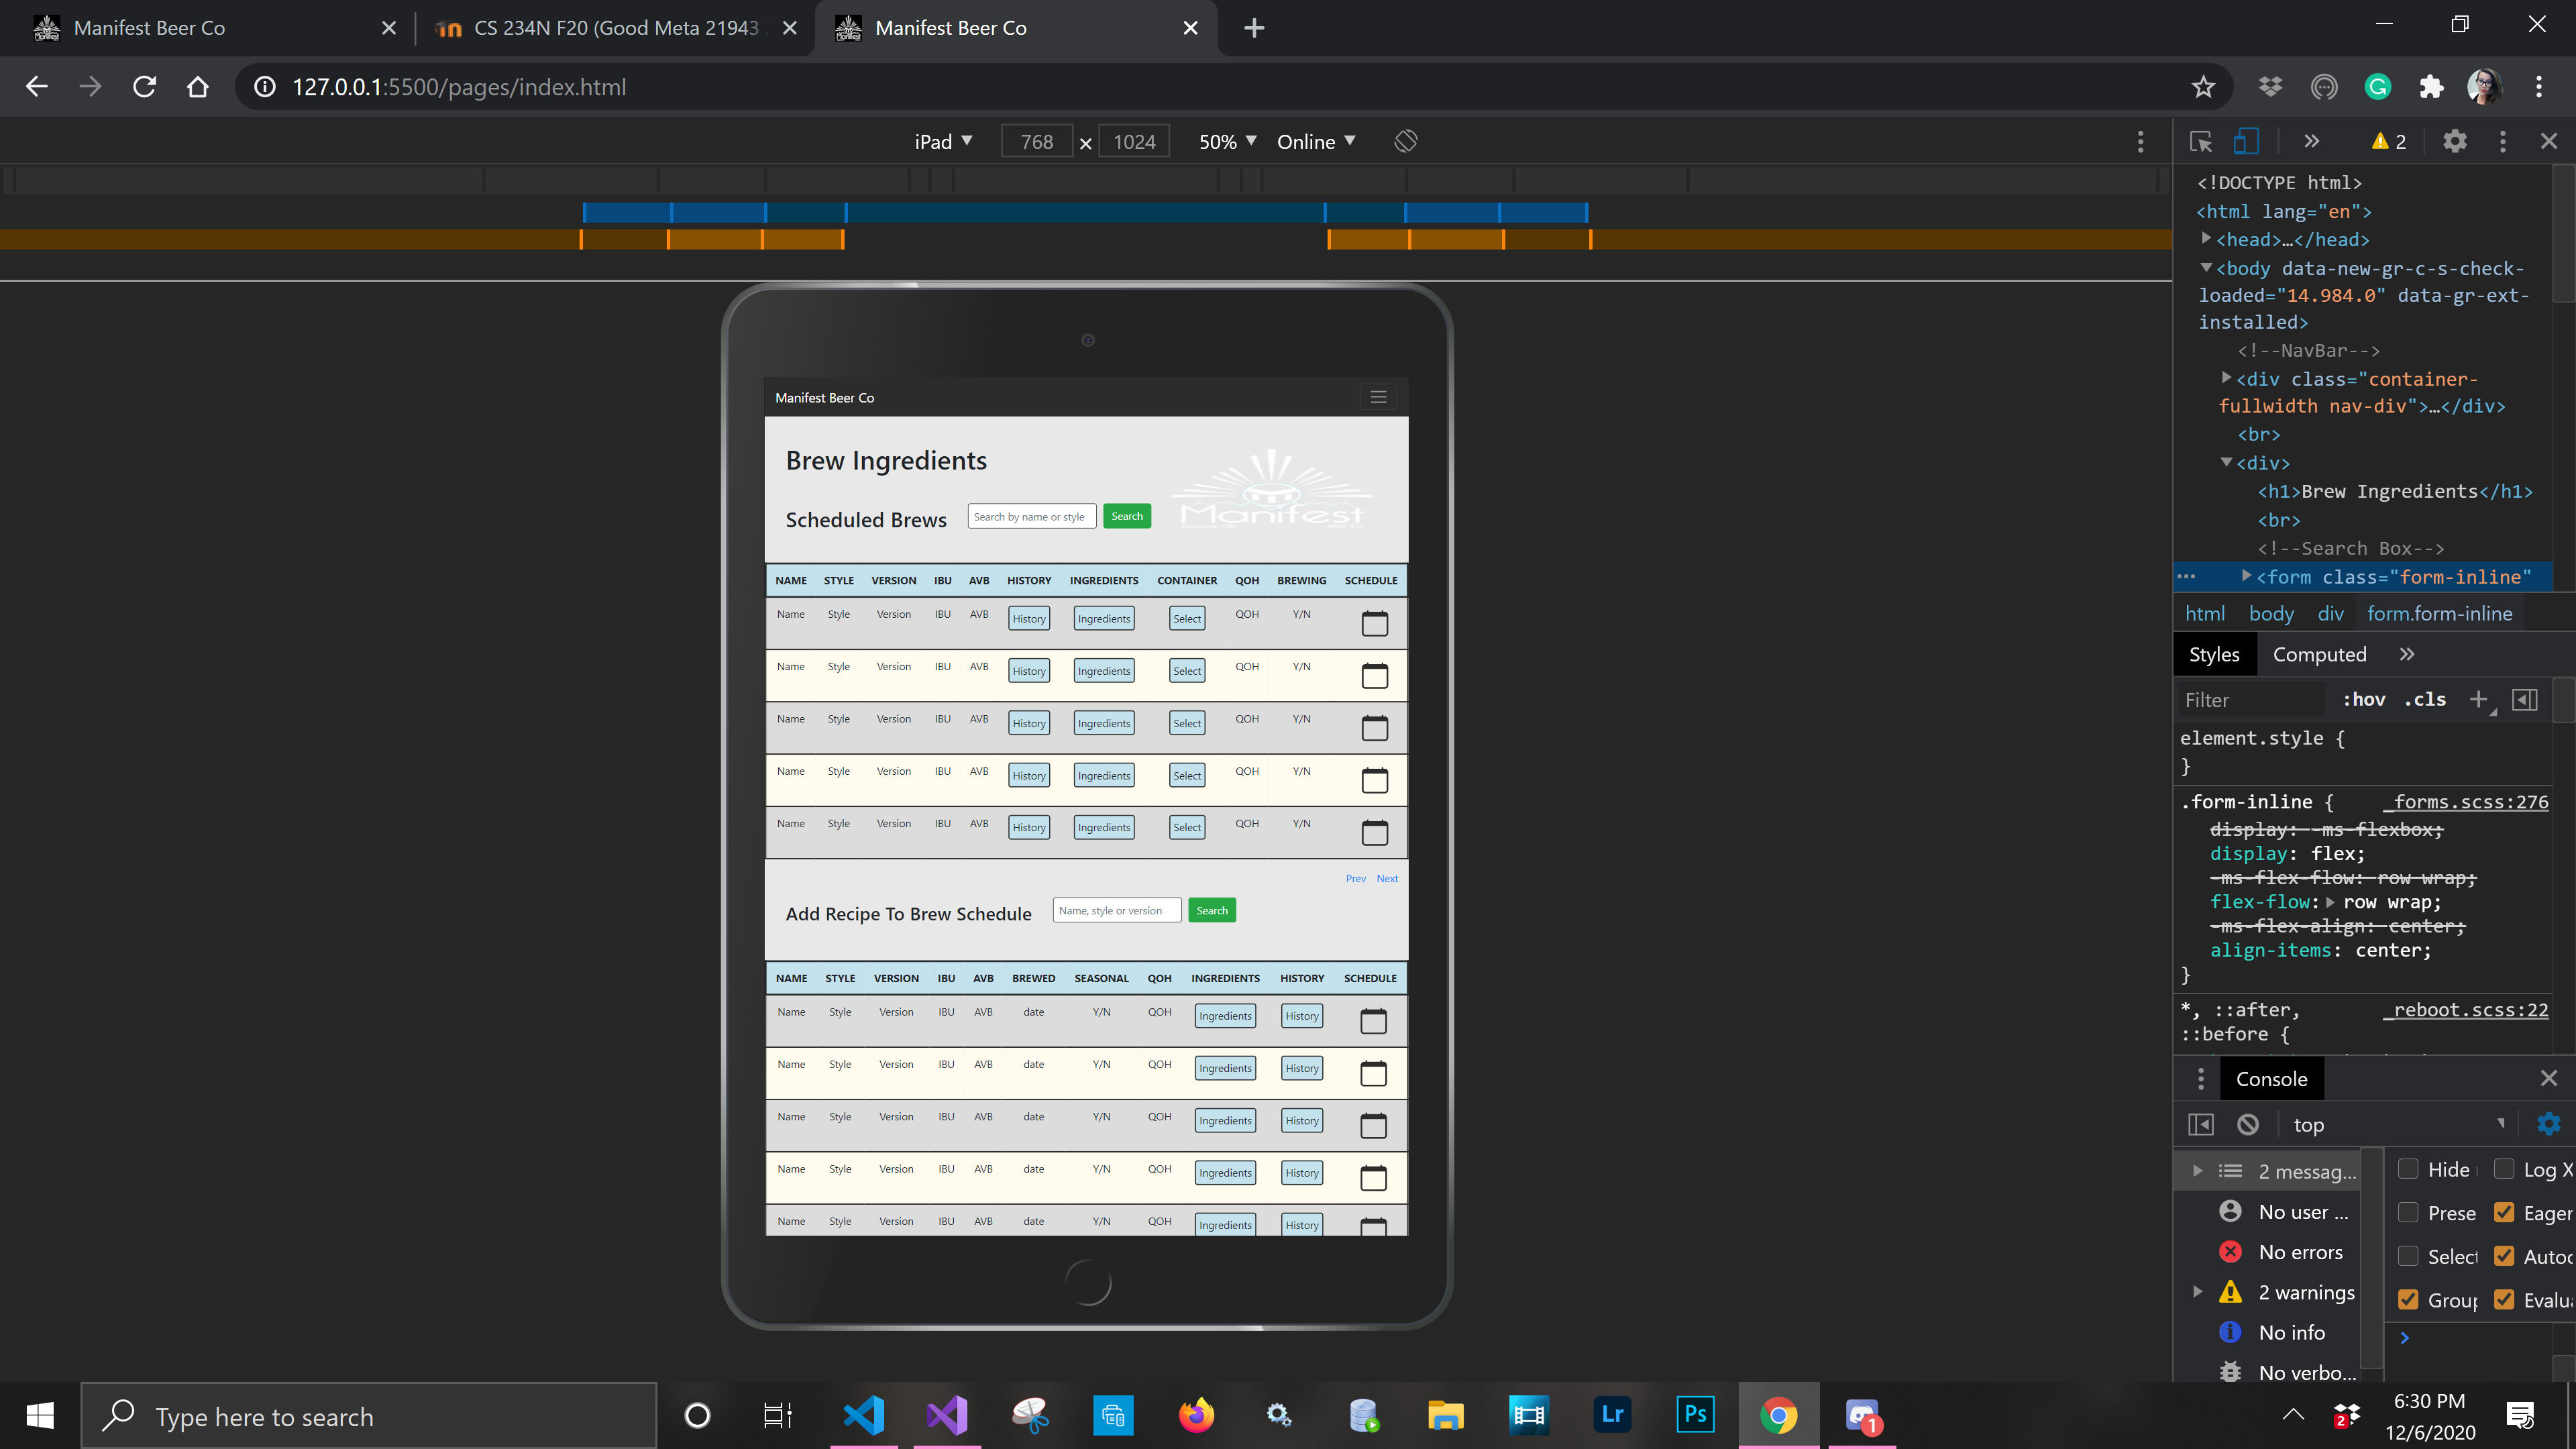 Manifest Beer Co
CS 234N F20 (Good Meta 21943
Manifest Beer Co
127.0.0.1:5500/pages/index.html
iPad ▼ 768 × 1024 50% ▼ Online ▼
2
Manifest Beer Co
Brew Ingredients
Scheduled Brews Search by name or style Search
Manifest
NAME STYLE VERSION IBU AVB HISTORY INGREDIENTS CONTAINER QOH BREWING SCHEDULE
Name Style Version IBU AVB History Ingredients Select QOH Y/N
Name Style Version IBU AVB History Ingredients Select QOH Y/N
Name Style Version IBU AVB History Ingredients Select QOH Y/N
Name Style Version IBU AVB History Ingredients Select QOH Y/N
Name Style Version IBU AVB History Ingredients Select QOH Y/N
Prev Next
Add Recipe To Brew Schedule Name, style or version Search
NAME STYLE VERSION IBU AVB BREWED SEASONAL QOH INGREDIENTS HISTORY SCHEDULE
Name Style Version IBU AVB date Y/N QOH Ingredients History
Name Style Version IBU AVB date Y/N QOH Ingredients History
Name Style Version IBU AVB date Y/N QOH Ingredients History
Name Style Version IBU AVB date Y/N QOH Ingredients History
Name Style Version IBU AVB date Y/N QOH Ingredients History
<!DOCTYPE html>
<html lang="en">
<head>…</head>
<body data-new-gr-c-s-check-
loaded="14.984.0" data-gr-ext-
installed>
<!--NavBar-->
<div class="container-
fullwidth nav-div">…</div>
<br>
<div>
<h1>Brew Ingredients</h1>
<br>
<!--Search Box-->
<form class="form-inline"
html body div form.form-inline
Styles Computed
Filter :hov .cls
element.style {
}
.form-inline { _forms.scss:276
display: -ms-flexbox;
display: flex;
-ms-flex-flow: row wrap;
flex-flow: row wrap;
-ms-flex-align: center;
align-items: center;
}
*, ::after, _reboot.scss:22
::before {
Console
top
2 messag...
No user ...
No errors
2 warnings
No info
No verbo...
Hide Log X
Prese Eager
Select Autoc
Group Evalua
Type here to search
Lr
Ps
1
2
6:30 PM
12/6/2020